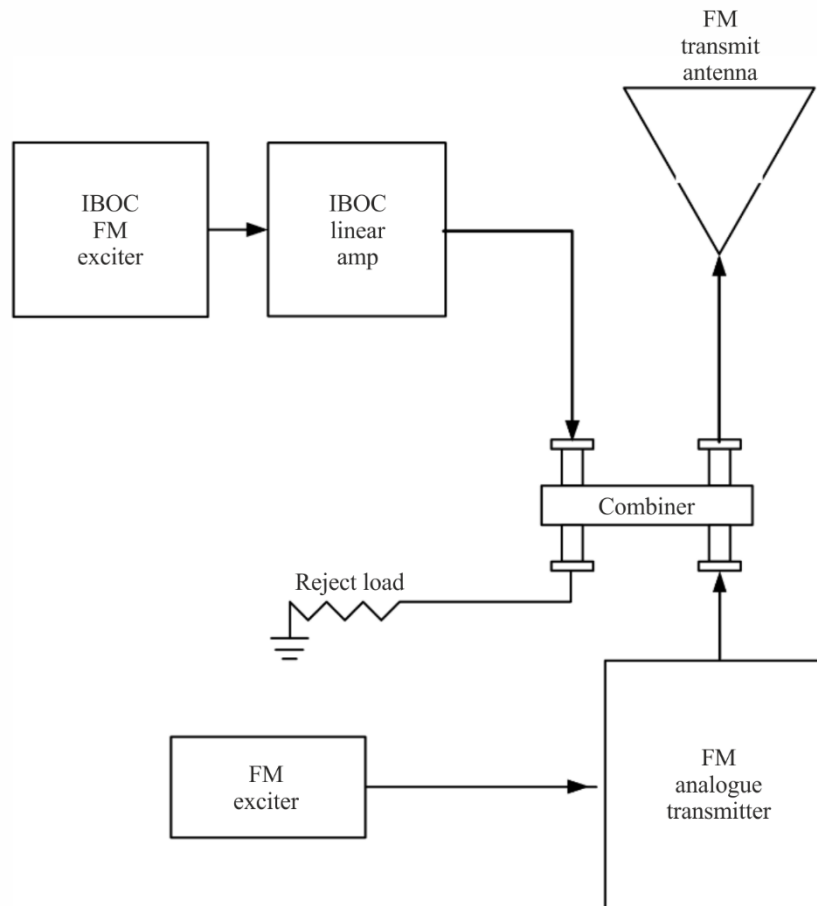 FM
transmit
antenna
IBOC
FM
exciter
IBOC
linear
amp
Combiner
Reject load
FM
exciter
FM
analogue
transmitter